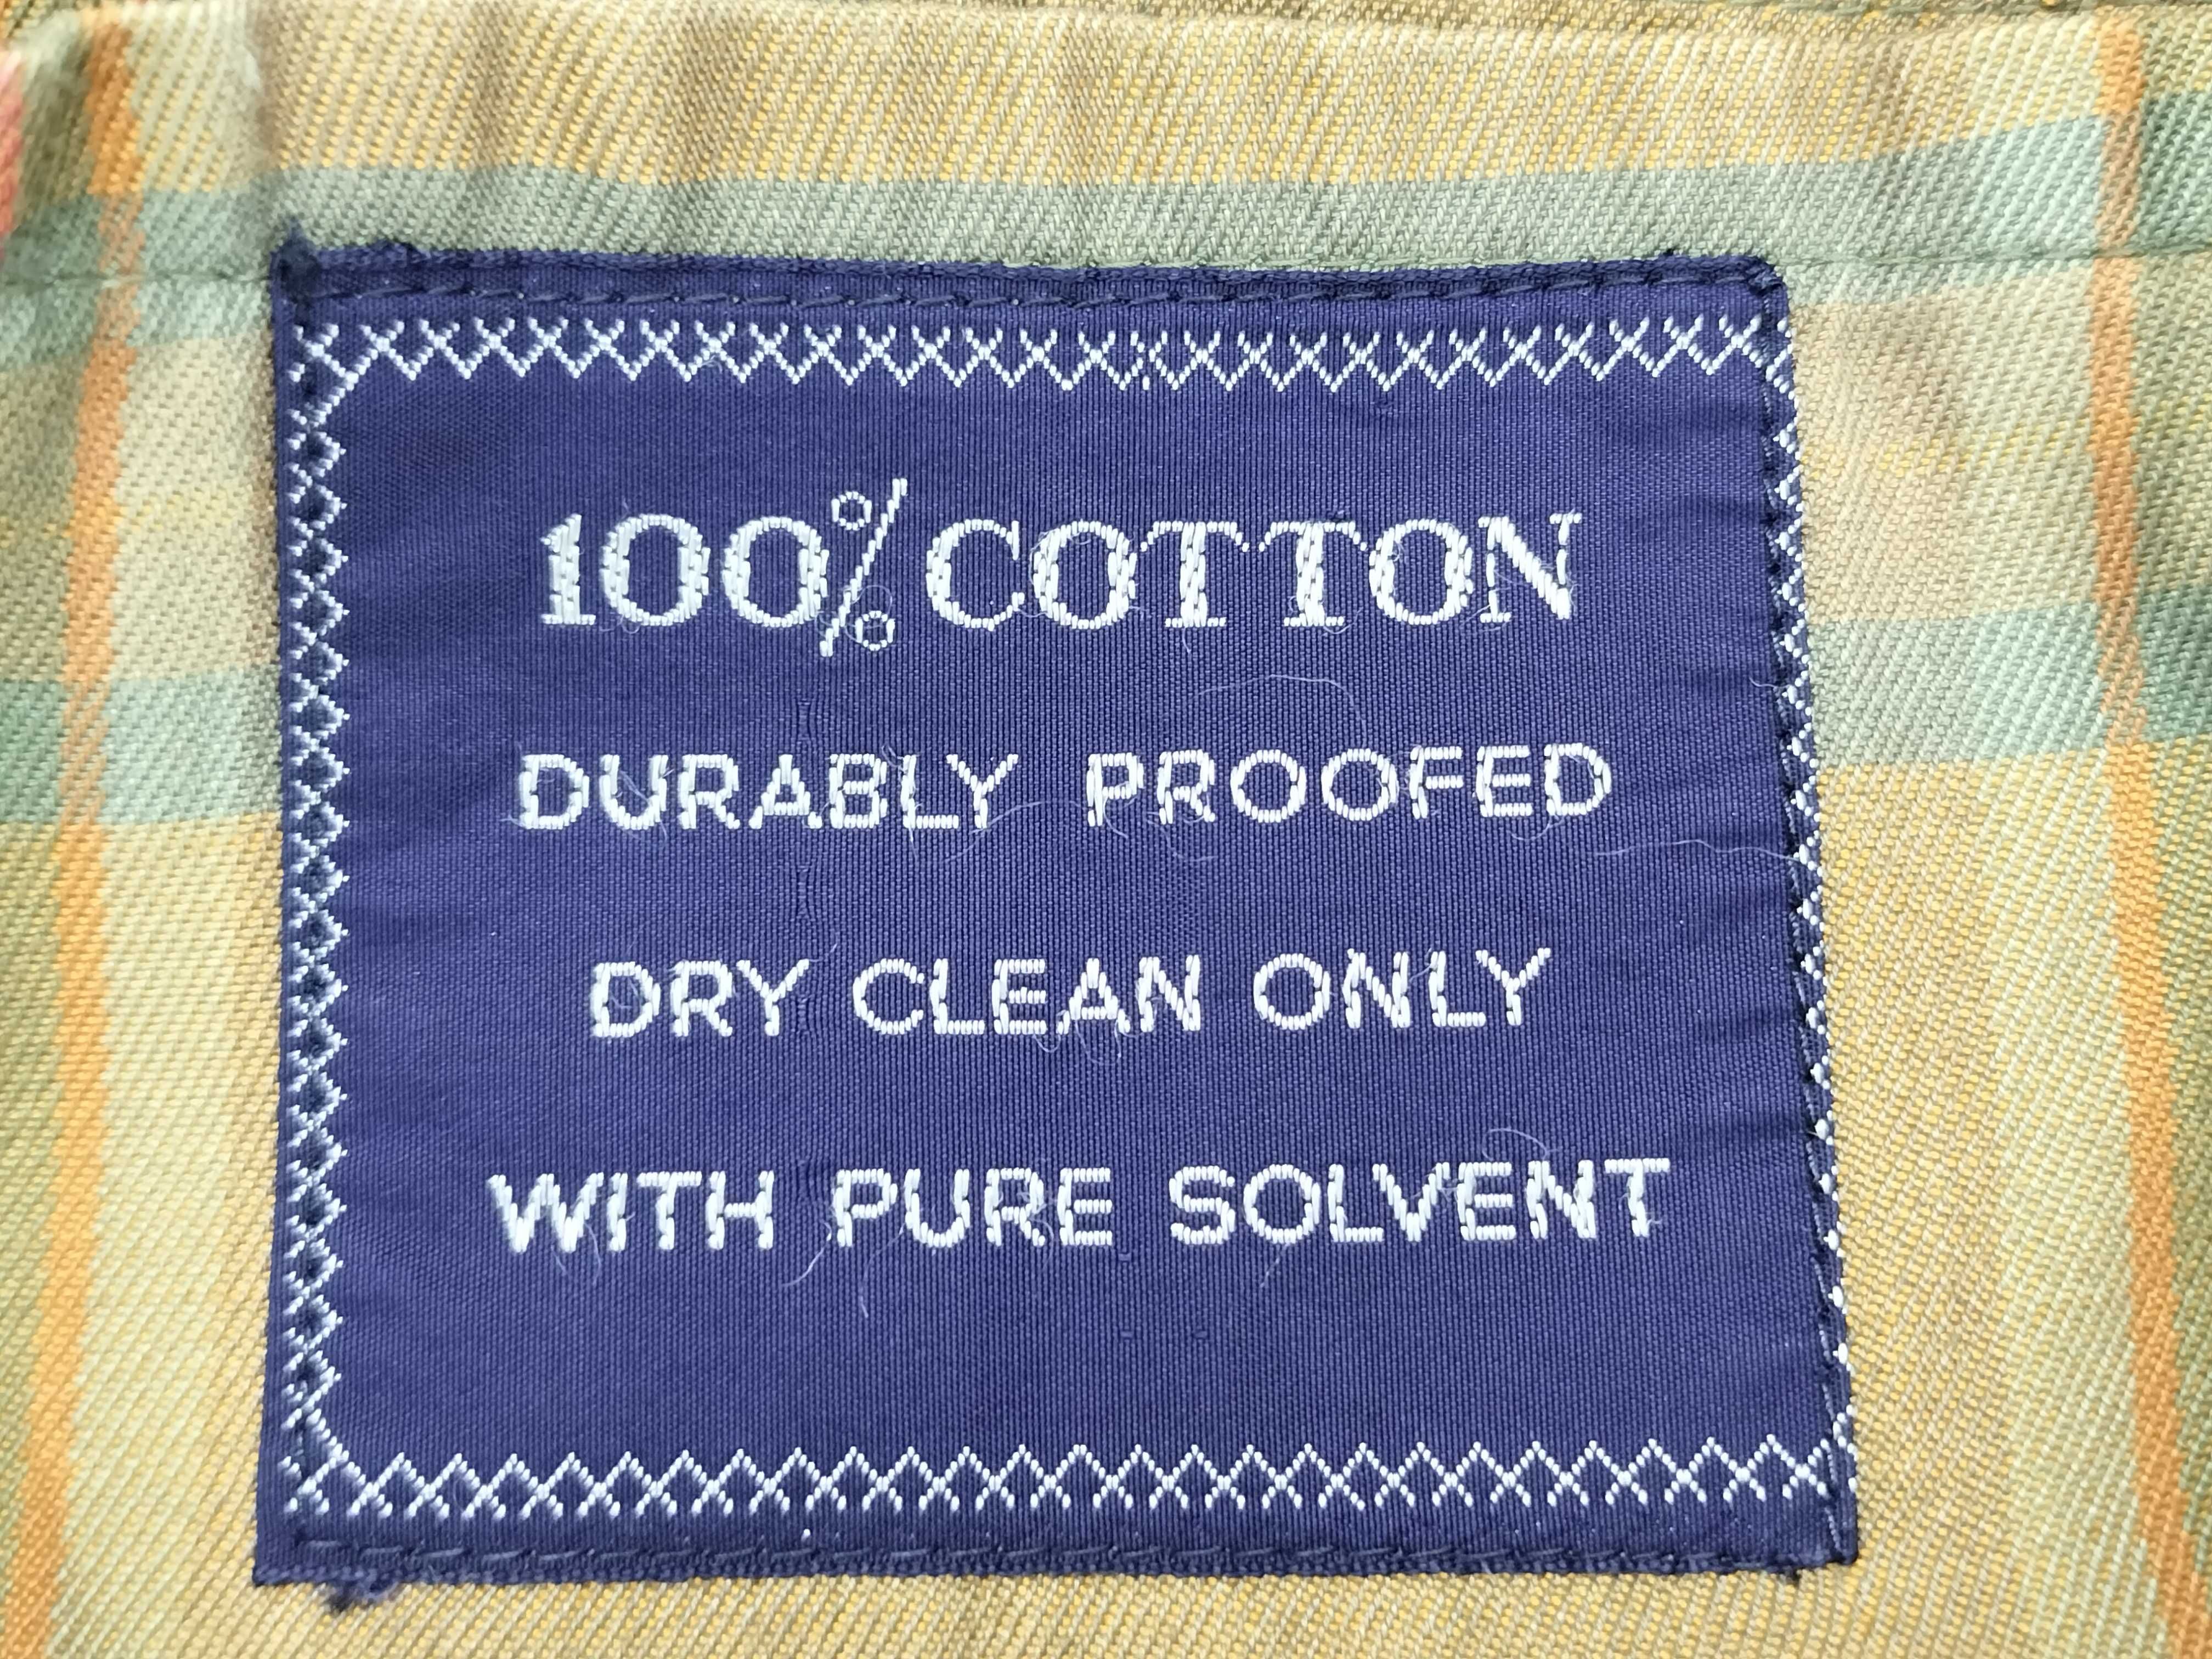 100% COTTON
DURABLY PROOFED
DRY CLEAN ONLY
WITH PURE SOLVENT